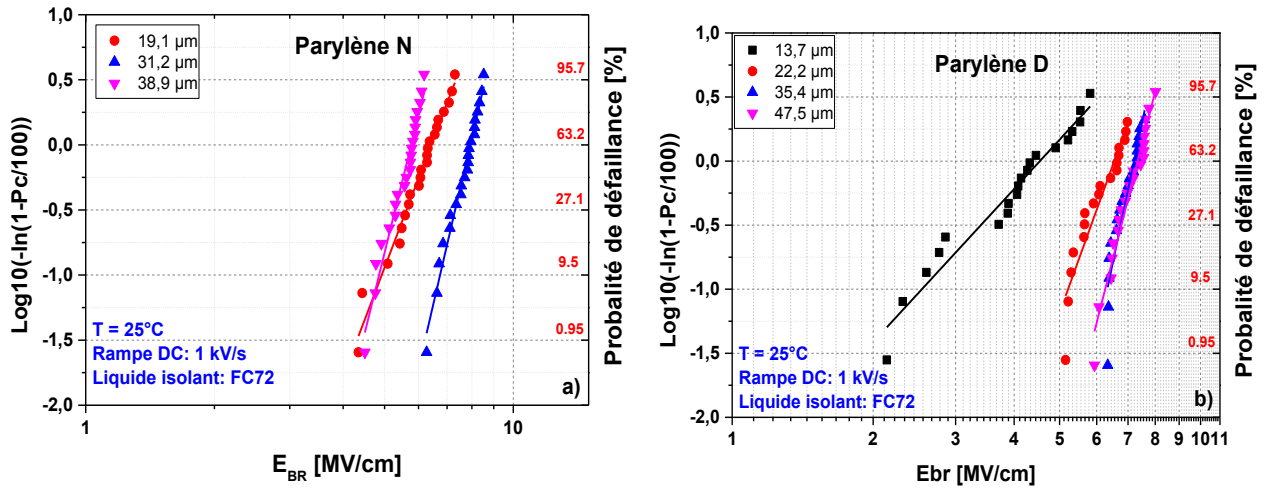 Parylène N
19,1 µm
31,2 µm
38,9 µm
1,0
0,5
0,0
-0,5
-1,0
-1,5
-2,0
Log10(-ln(1-Pc/100))
95.7
63.2
27.1
9.5
0.95
Probalité de défaillance [%]
T = 25°C
Rampe DC: 1 kV/s
Liquide isolant: FC72
a)
1
10
E_BR [MV/cm]
Parylène D
13,7 µm
22,2 µm
35,4 µm
47,5 µm
1,0
0,5
0,0
-0,5
-1,0
-1,5
-2,0
Log10(-ln(1-Pc/100))
95.7
63.2
27.1
9.5
0.95
Probalité de défaillance [%]
T = 25°C
Rampe DC: 1 kV/s
Liquide isolant: FC72
b)
1 2 3 4 5 6 7 8 9 1011
Ebr [MV/cm]